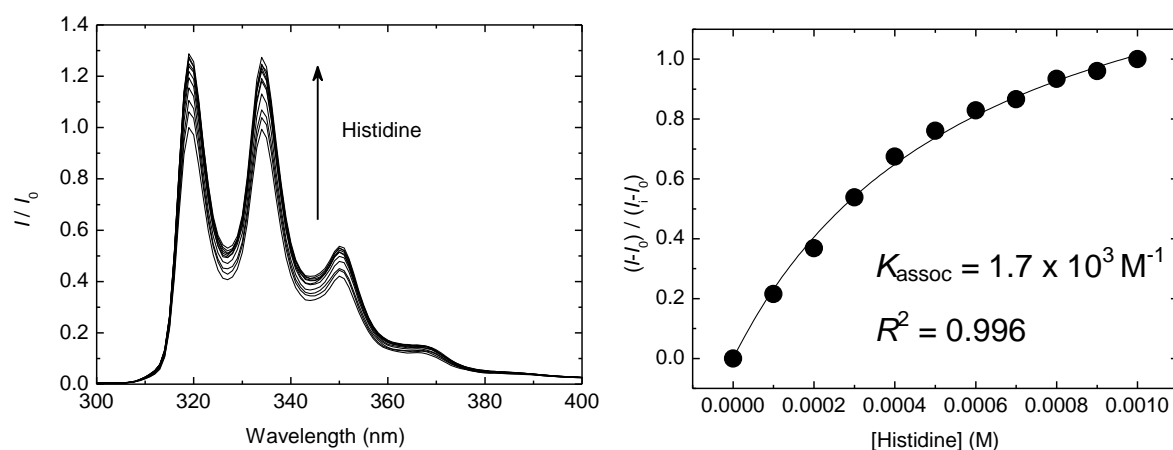 1.4
1.2
1.0
0.8
0.6
0.4
0.2
0.0
I / I0
300 320 340 360 380 400
Wavelength (nm)
Histidine
1.0
0.8
0.6
0.4
0.2
0.0
(I-I0) / (Ii-I0)
Kassoc = 1.7 x 10³ M⁻¹
R² = 0.996
0.0000 0.0002 0.0004 0.0006 0.0008 0.0010
[Histidine] (M)